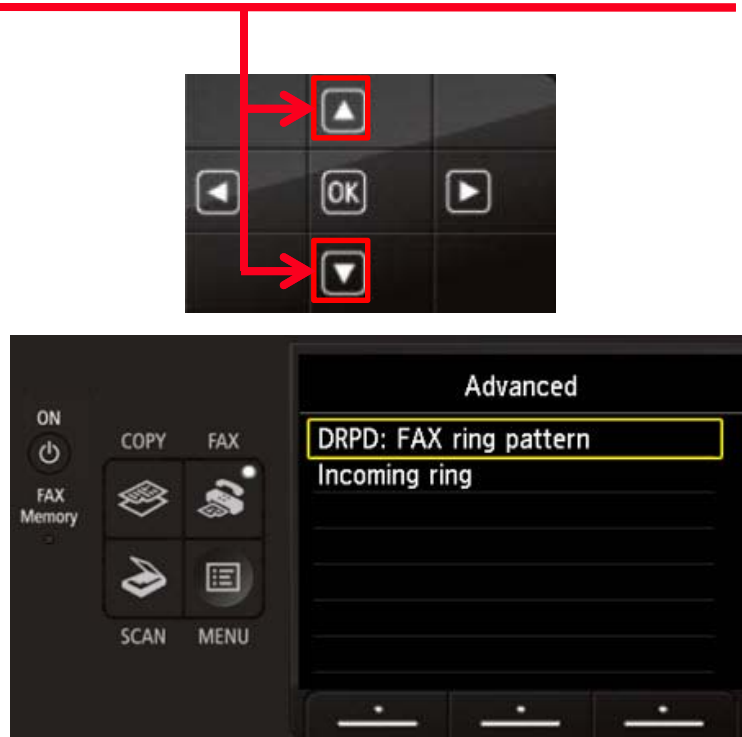 OK
Advanced
ON
COPY FAX
DRPD: FAX ring pattern
Incoming ring
FAX
Memory
SCAN MENU